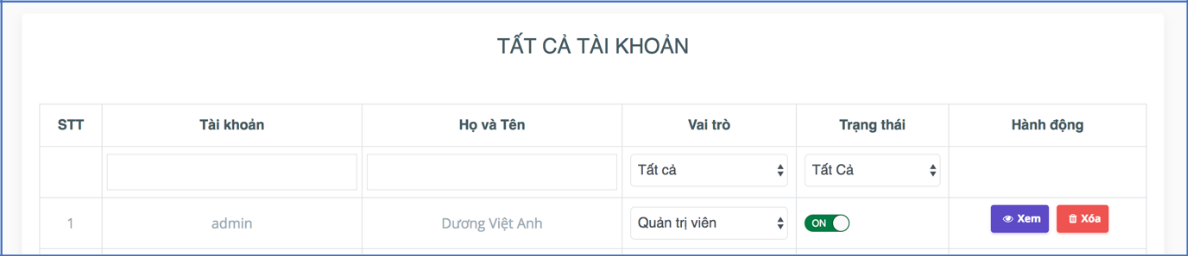 TẤT CẢ TÀI KHOẢN
STT Tài khoản Họ và Tên Vai trò Trạng thái Hành động
Tất cả Tất Cả
1 admin Dương Việt Anh Quản trị viên ON Xem Xóa